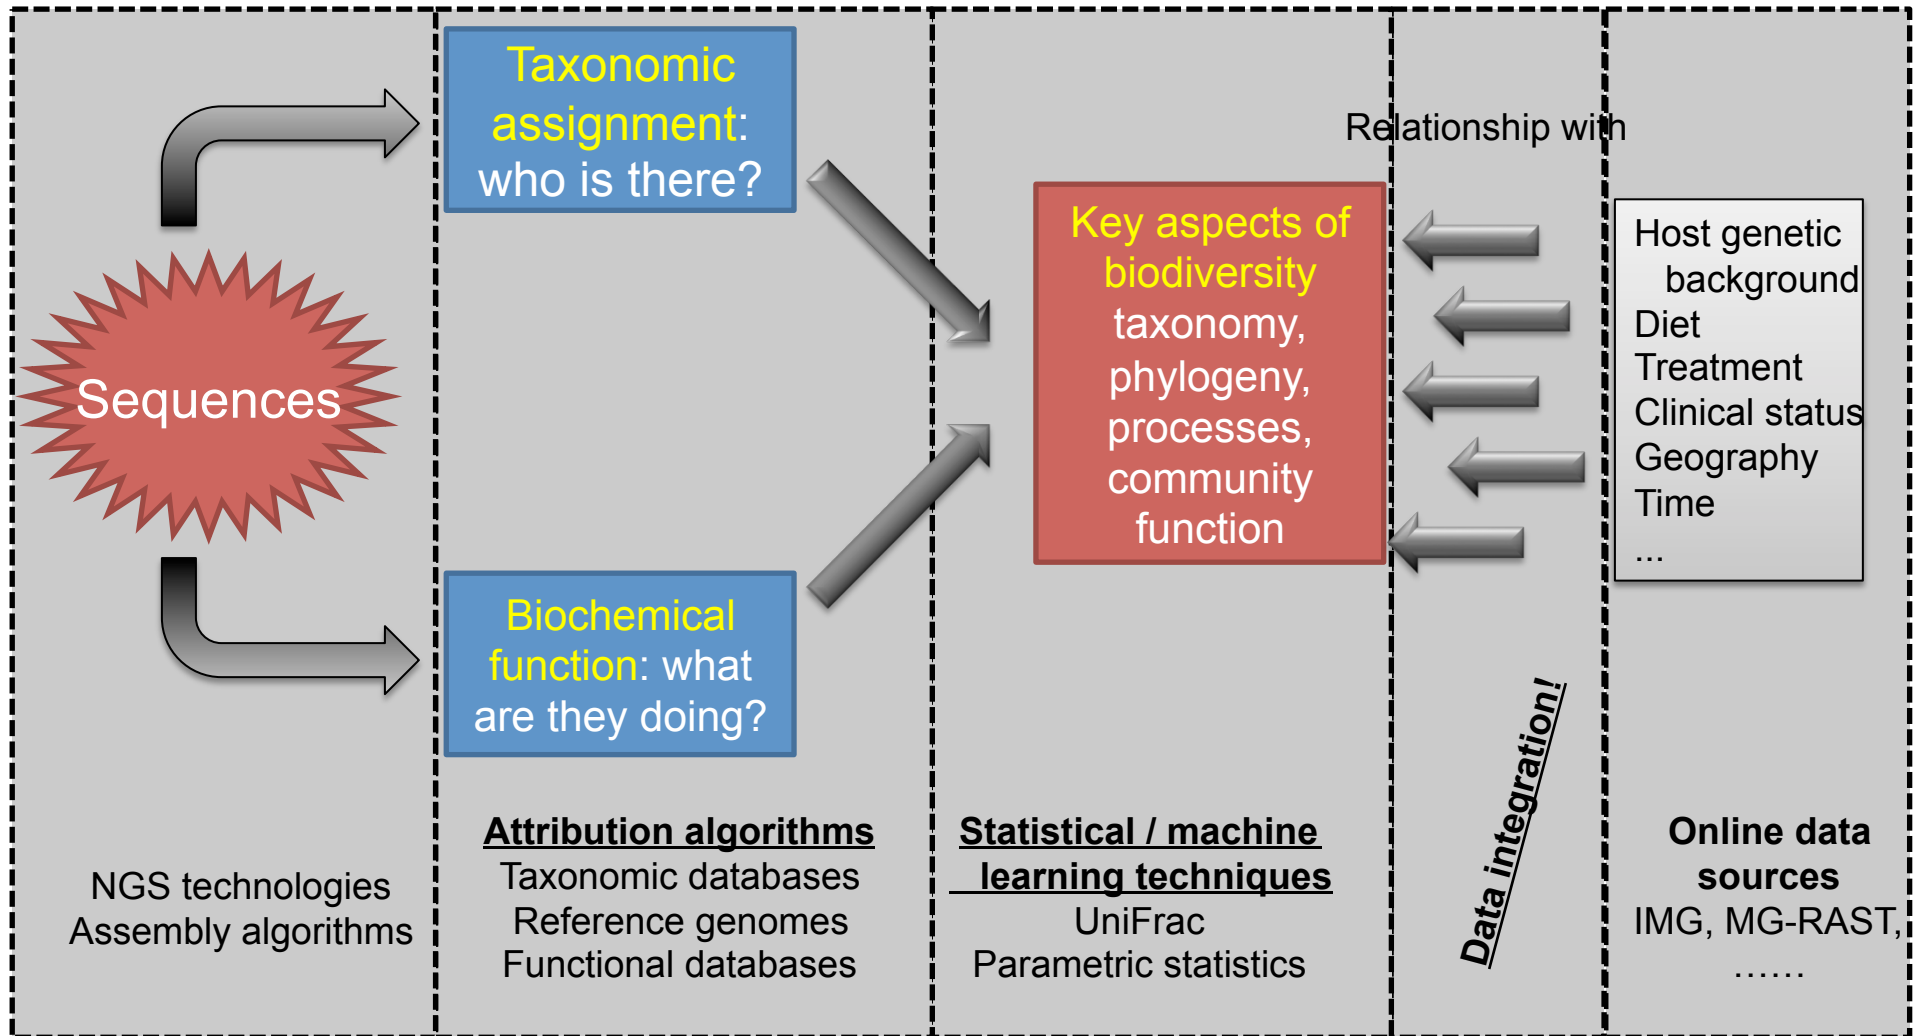 Sequences
NGS technologies
Assembly algorithms
Taxonomic
assignment:
who is there?
Biochemical
function: what
are they doing?
Attribution algorithms
Taxonomic databases
Reference genomes
Functional databases
Key aspects of
biodiversity
taxonomy,
phylogeny,
processes,
community
function
Statistical / machine
learning techniques
UniFrac
Parametric statistics
Relationship with
Data integration!
Host genetic
background
Diet
Treatment
Clinical status
Geography
Time
...
Online data
sources
IMG, MG-RAST,
......